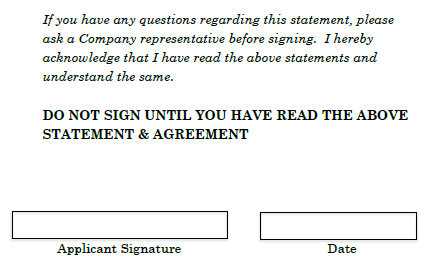 If you have any questions regarding this statement, please
ask a Company representative before signing.  I hereby
acknowledge that I have read the above statements and
understand the same.
DO NOT SIGN UNTIL YOU HAVE READ THE ABOVE
STATEMENT & AGREEMENT
Applicant Signature
Date